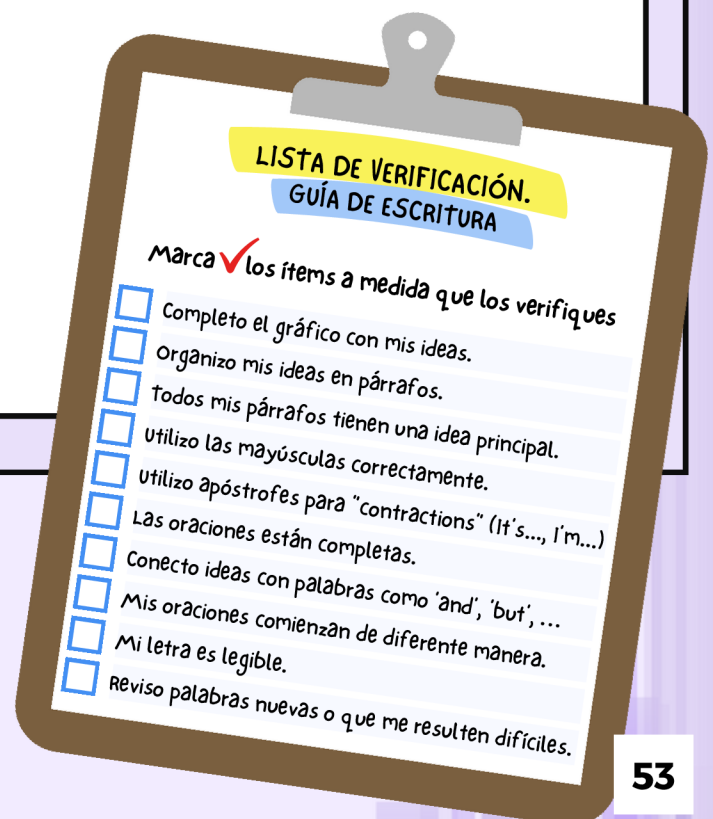 LISTA DE VERIFICACIÓN.
GUÍA DE ESCRITURA
Marca los ítems a medida que los verifiques
Completo el gráfico con mis ideas.
Organizo mis ideas en párrafos.
Todos mis párrafos tienen una idea principal.
Utilizo las mayúsculas correctamente.
Utilizo apóstrofes para "contractions" (It's..., I'm...)
Las oraciones están completas.
Conecto ideas con palabras como 'and', 'but', ...
Mis oraciones comienzan de diferente manera.
Mi letra es legible.
Reviso palabras nuevas o que me resulten difíciles.
53